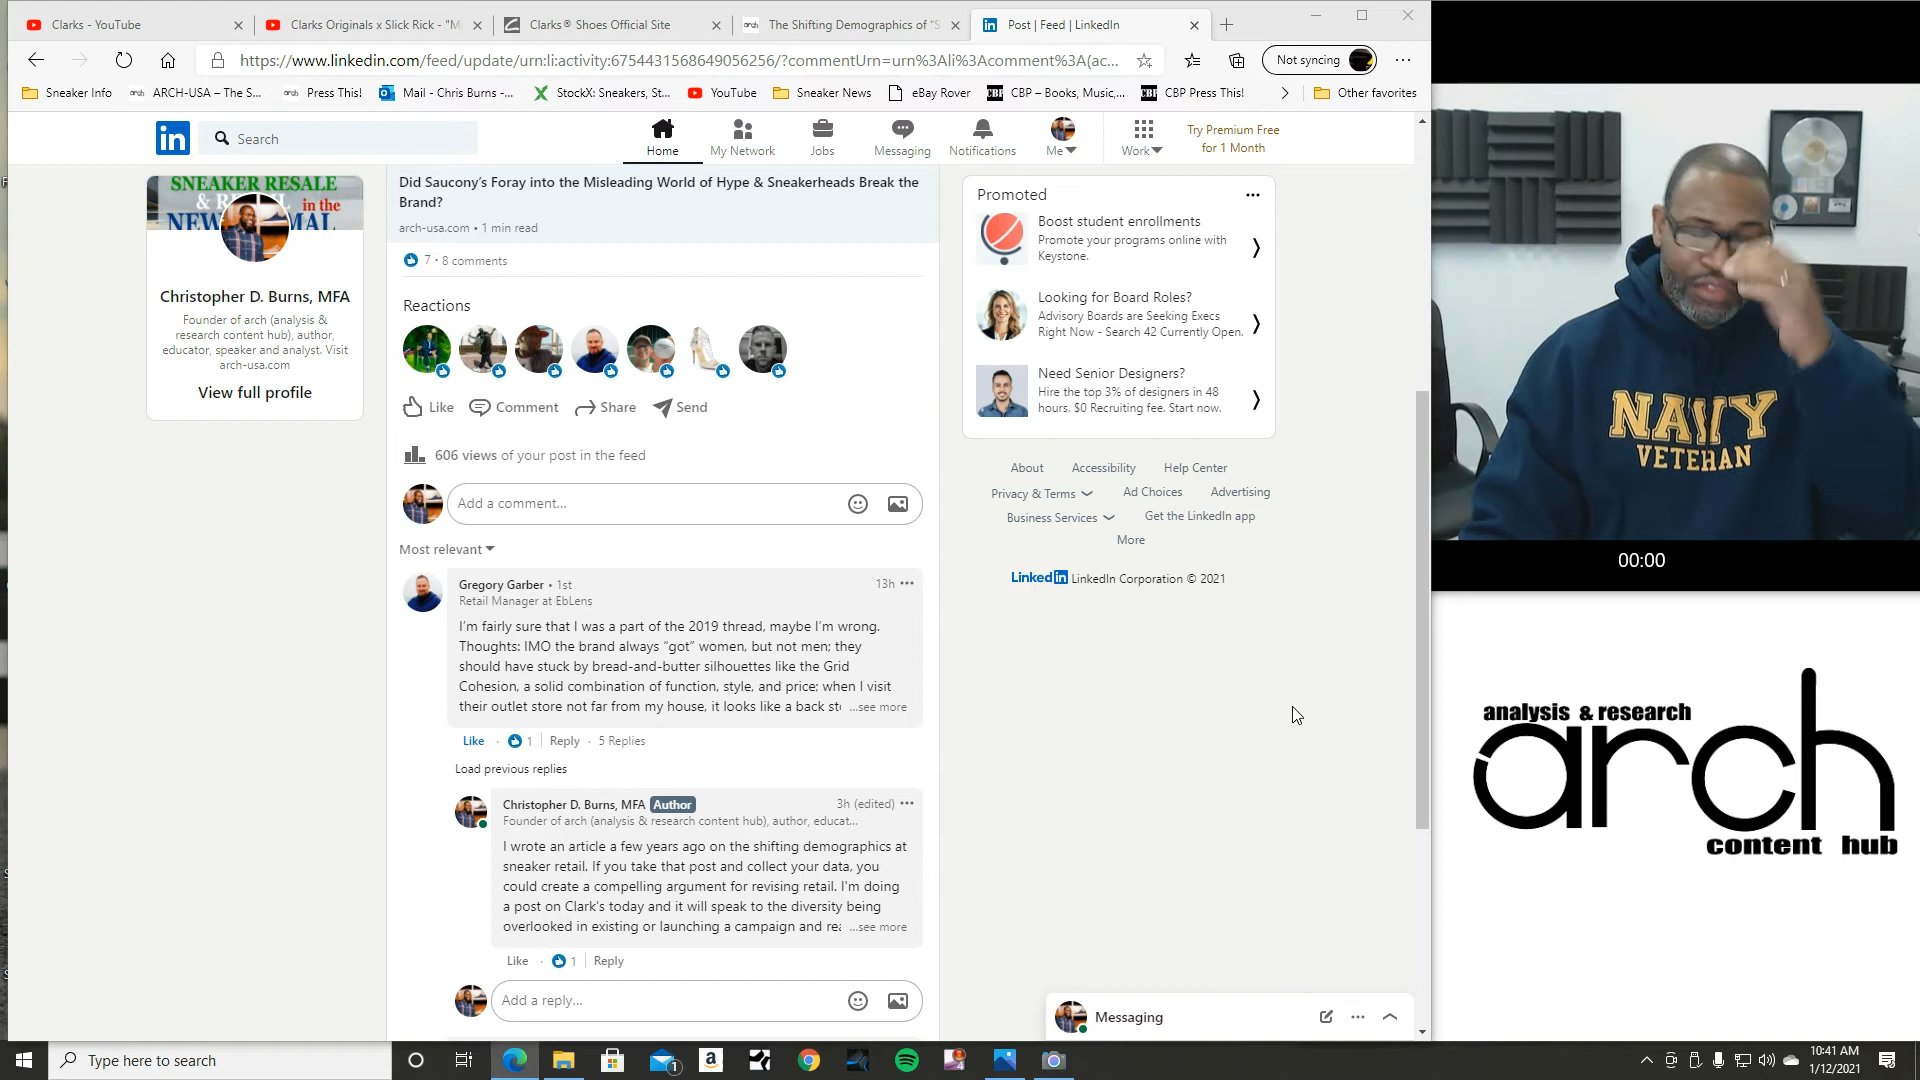 Clarks - YouTube
Clarks Originals x Slick Rick - "M
Clarks® Shoes Official Site
The Shifting Demographics of "S
Post | Feed | LinkedIn
https://www.linkedin.com/feed/update/urn:li:activity:6754431568649056256/?commentUrn=urn%3Ali%3Acomment%3A(ac...
Not syncing
Sneaker Info
ARCH-USA – The S...
Press This!
Mail - Chris Burns -...
StockX: Sneakers, St...
YouTube
Sneaker News
eBay Rover
CBP – Books, Music,...
CBP Press This!
Other favorites
Search
Home
My Network
Jobs
Messaging
Notifications
Me
Work
Try Premium Free
for 1 Month
SNEAKER RESALE
in the
Christopher D. Burns, MFA
Founder of arch (analysis &
research content hub), author,
educator, speaker and analyst. Visit
arch-usa.com
View full profile
Did Saucony's Foray into the Misleading World of Hype & Sneakerheads Break the
Brand?
arch-usa.com • 1 min read
7 • 8 comments
Reactions
Like
Comment
Share
Send
606 views of your post in the feed
Add a comment...
Most relevant
Gregory Garber • 1st
13h
Retail Manager at EbLens
I'm fairly sure that I was a part of the 2019 thread, maybe I'm wrong.
Thoughts: IMO the brand always “got” women, but not men; they
should have stuck by bread-and-butter silhouettes like the Grid
Cohesion, a solid combination of function, style, and price; when I visit
their outlet store not far from my house, it looks like a back st ...see more
Like · 1 | Reply · 5 Replies
Load previous replies
Christopher D. Burns, MFA Author
3h (edited)
Founder of arch (analysis & research content hub), author, educat...
I wrote an article a few years ago on the shifting demographics at
sneaker retail. If you take that post and collect your data, you
could create a compelling argument for revising retail. I'm doing
a post on Clark's today and it will speak to the diversity being
overlooked in existing or launching a campaign and rea ...see more
Like · 1 | Reply
Add a reply...
Promoted
Boost student enrollments
Promote your programs online with
Keystone.
Looking for Board Roles?
Advisory Boards are Seeking Execs
Right Now - Search 42 Currently Open.
Need Senior Designers?
Hire the top 3% of designers in 48
hours. $0 Recruiting fee. Start now.
About
Accessibility
Help Center
Privacy & Terms
Ad Choices
Advertising
Business Services
Get the LinkedIn app
More
LinkedIn LinkedIn Corporation © 2021
Messaging
NAVY
VETERAN
00:00
analysis & research
arch
content hub
Type here to search
10:41 AM
1/12/2021